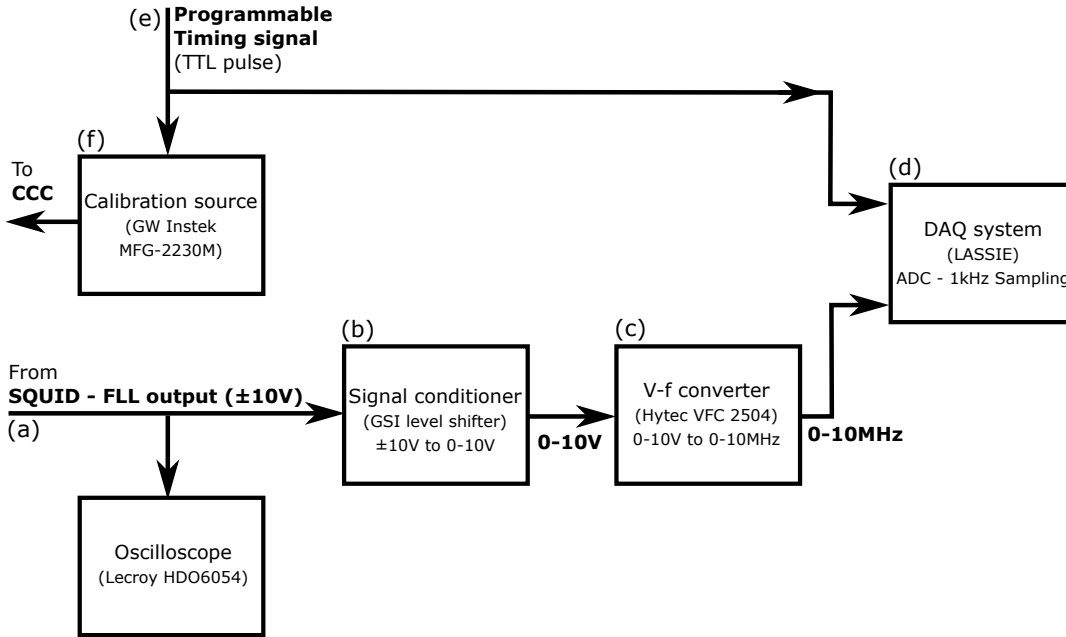 (e)
Programmable
Timing signal
(TTL pulse)
(f)
To
CCC
Calibration source
(GW Instek
MFG-2230M)
(d)
DAQ system
(LASSIE)
ADC - 1kHz Sampling
From
SQUID - FLL output (±10V)
(a)
(b)
Signal conditioner
(GSI level shifter)
±10V to 0-10V
0-10V
(c)
V-f converter
(Hytec VFC 2504)
0-10V to 0-10MHz
0-10MHz
Oscilloscope
(Lecroy HDO6054)